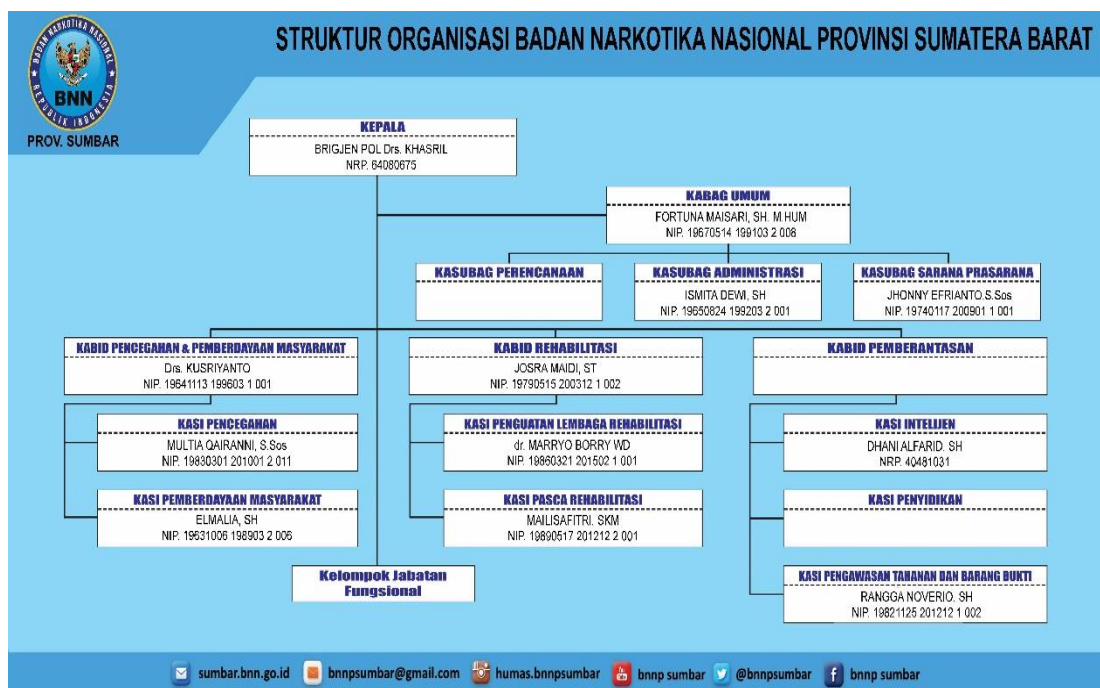 STRUKTUR ORGANISASI BADAN NARKOTIKA NASIONAL PROVINSI SUMATERA BARAT
BADAN NARKOTIKA NASIONAL
REPUBLIK INDONESIA
BNN
PROV. SUMBAR
KEPALA
BRIGJEN POL Drs. KHASRIL
NRP. 64080675
KABAG UMUM
FORTUNA MAISARI, SH. M.HUM
NIP. 19670514 199103 2 008
KASUBAG PERENCANAAN
KASUBAG ADMINISTRASI
ISMITA DEWI, SH
NIP. 19650824 199203 2 001
KASUBAG SARANA PRASARANA
JHONNY EFRIANTO.S.Sos
NIP. 19740117 200901 1 001
KABID PENCEGAHAN & PEMBERDAYAAN MASYARAKAT
Drs. KUSRIYANTO
NIP. 19641113 199603 1 001
KABID REHABILITASI
JOSRA MAIDI, ST
NIP. 19790515 200312 1 002
KABID PEMBERANTASAN
KASI PENCEGAHAN
MULTIA QAIRANNI, S.Sos
NIP. 19830301 201001 2 011
KASI PENGUATAN LEMBAGA REHABILITASI
dr. MARRYO BORRY WD
NIP. 19860321 201502 1 001
KASI INTELIJEN
DHANI ALFARID. SH
NRP. 40481031
KASI PEMBERDAYAAN MASYARAKAT
ELMALIA, SH
NIP. 19631006 198903 2 006
KASI PASCA REHABILITASI
MAILISAFITRI. SKM
NIP. 19890517 201212 2 001
KASI PENYIDIKAN
Kelompok Jabatan
Fungsional
KASI PENGAWASAN TAHANAN DAN BARANG BUKTI
RANGGA NOVERIO. SH
NIP. 19821125 201212 1 002
sumbar.bnn.go.id bnnpsumbar@gmail.com humas.bnnpsumbar bnnp sumbar @bnnpsumbar bnnp sumbar